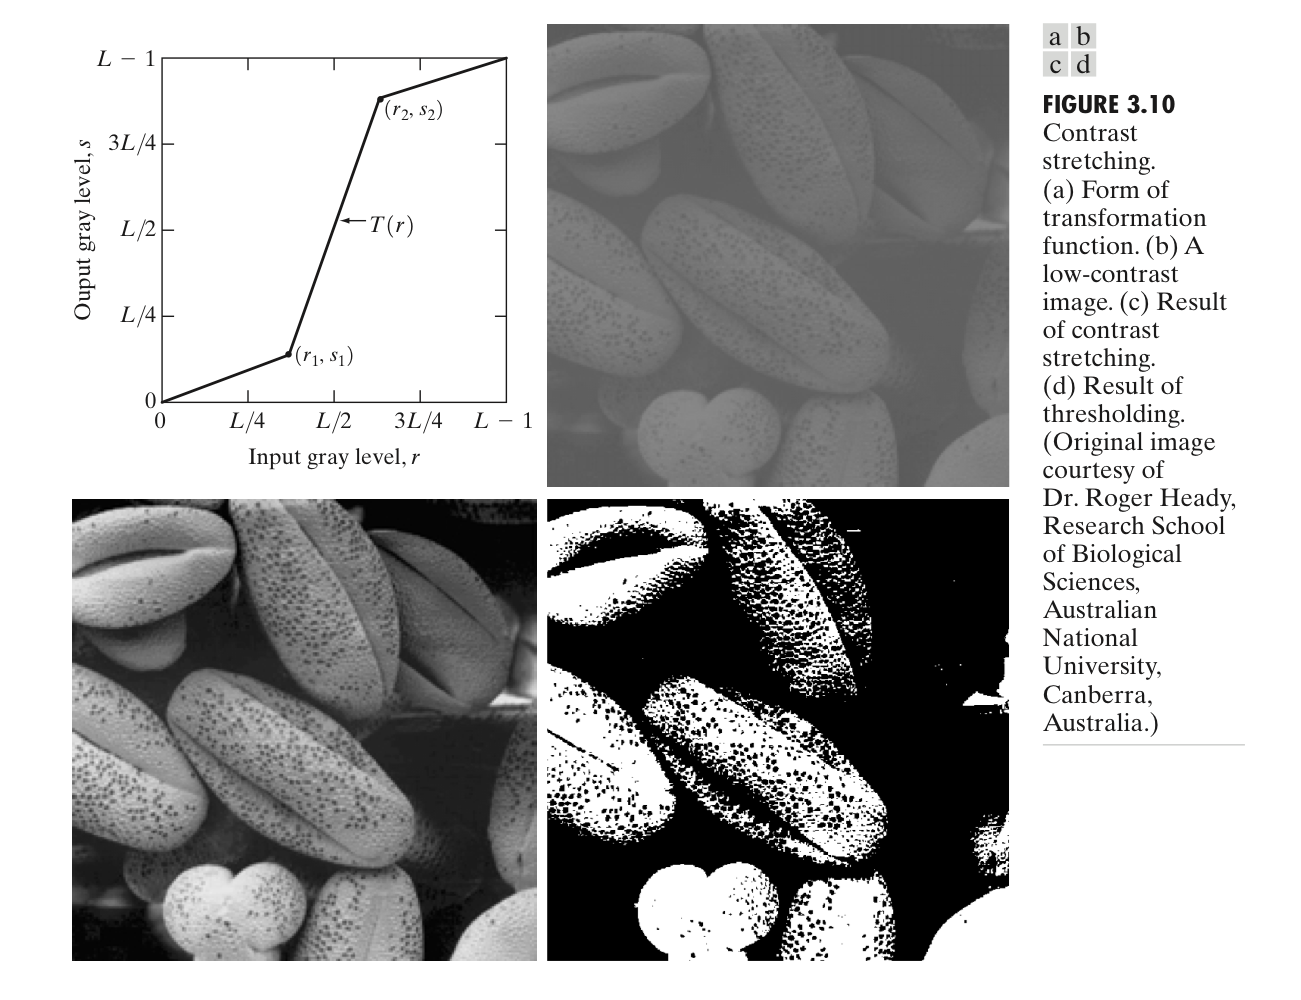 L − 1
(r₂, s₂)
3L/4
Ouput gray level, s
L/2
T(r)
L/4
(r₁, s₁)
0
0 L/4 L/2 3L/4 L − 1
Input gray level, r
a b
c d
FIGURE 3.10
Contrast
stretching.
(a) Form of
transformation
function. (b) A
low-contrast
image. (c) Result
of contrast
stretching.
(d) Result of
thresholding.
(Original image
courtesy of
Dr. Roger Heady,
Research School
of Biological
Sciences,
Australian
National
University,
Canberra,
Australia.)